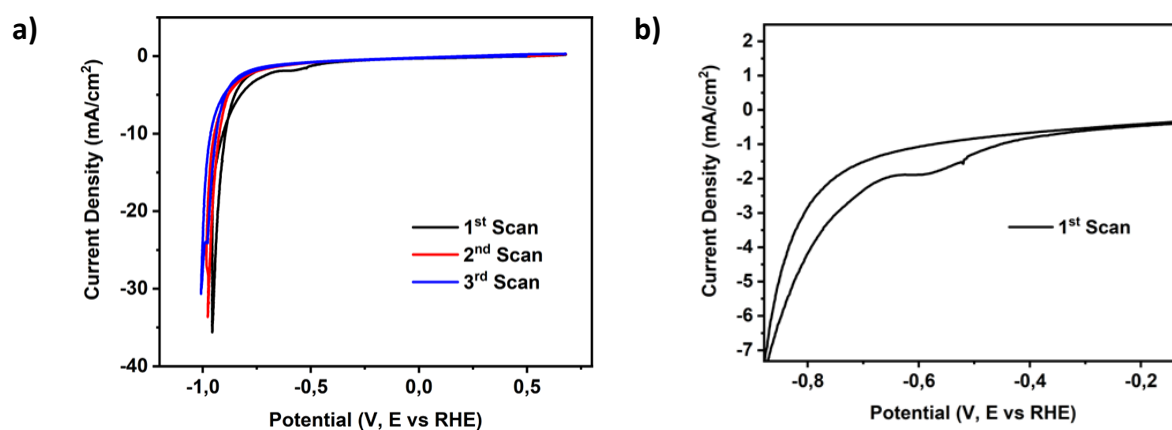 a)
Current Density (mA/cm²)
0
-10
-20
-30
-40
1st Scan
2nd Scan
3rd Scan
-1,0
-0,5
0,0
0,5
Potential (V, E vs RHE)
b)
Current Density (mA/cm²)
2
1
0
-1
-2
-3
-4
-5
-6
-7
1st Scan
-0,8
-0,6
-0,4
-0,2
Potential (V, E vs RHE)